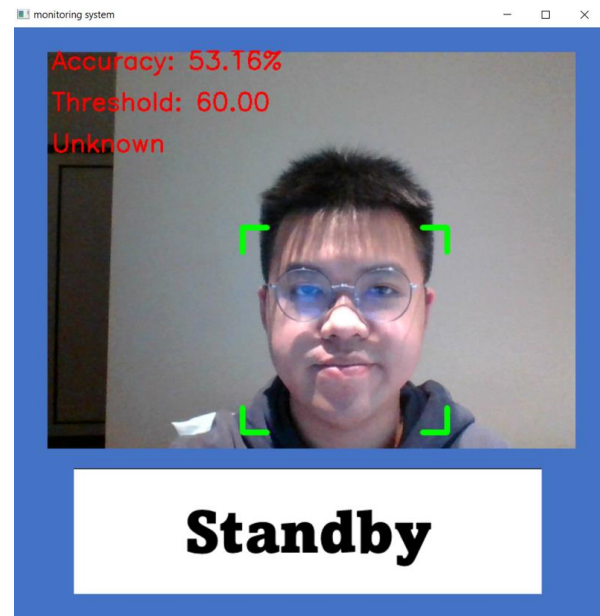 monitoring system
Accuracy: 53.16%
Threshold: 60.00
Unknown
Standby